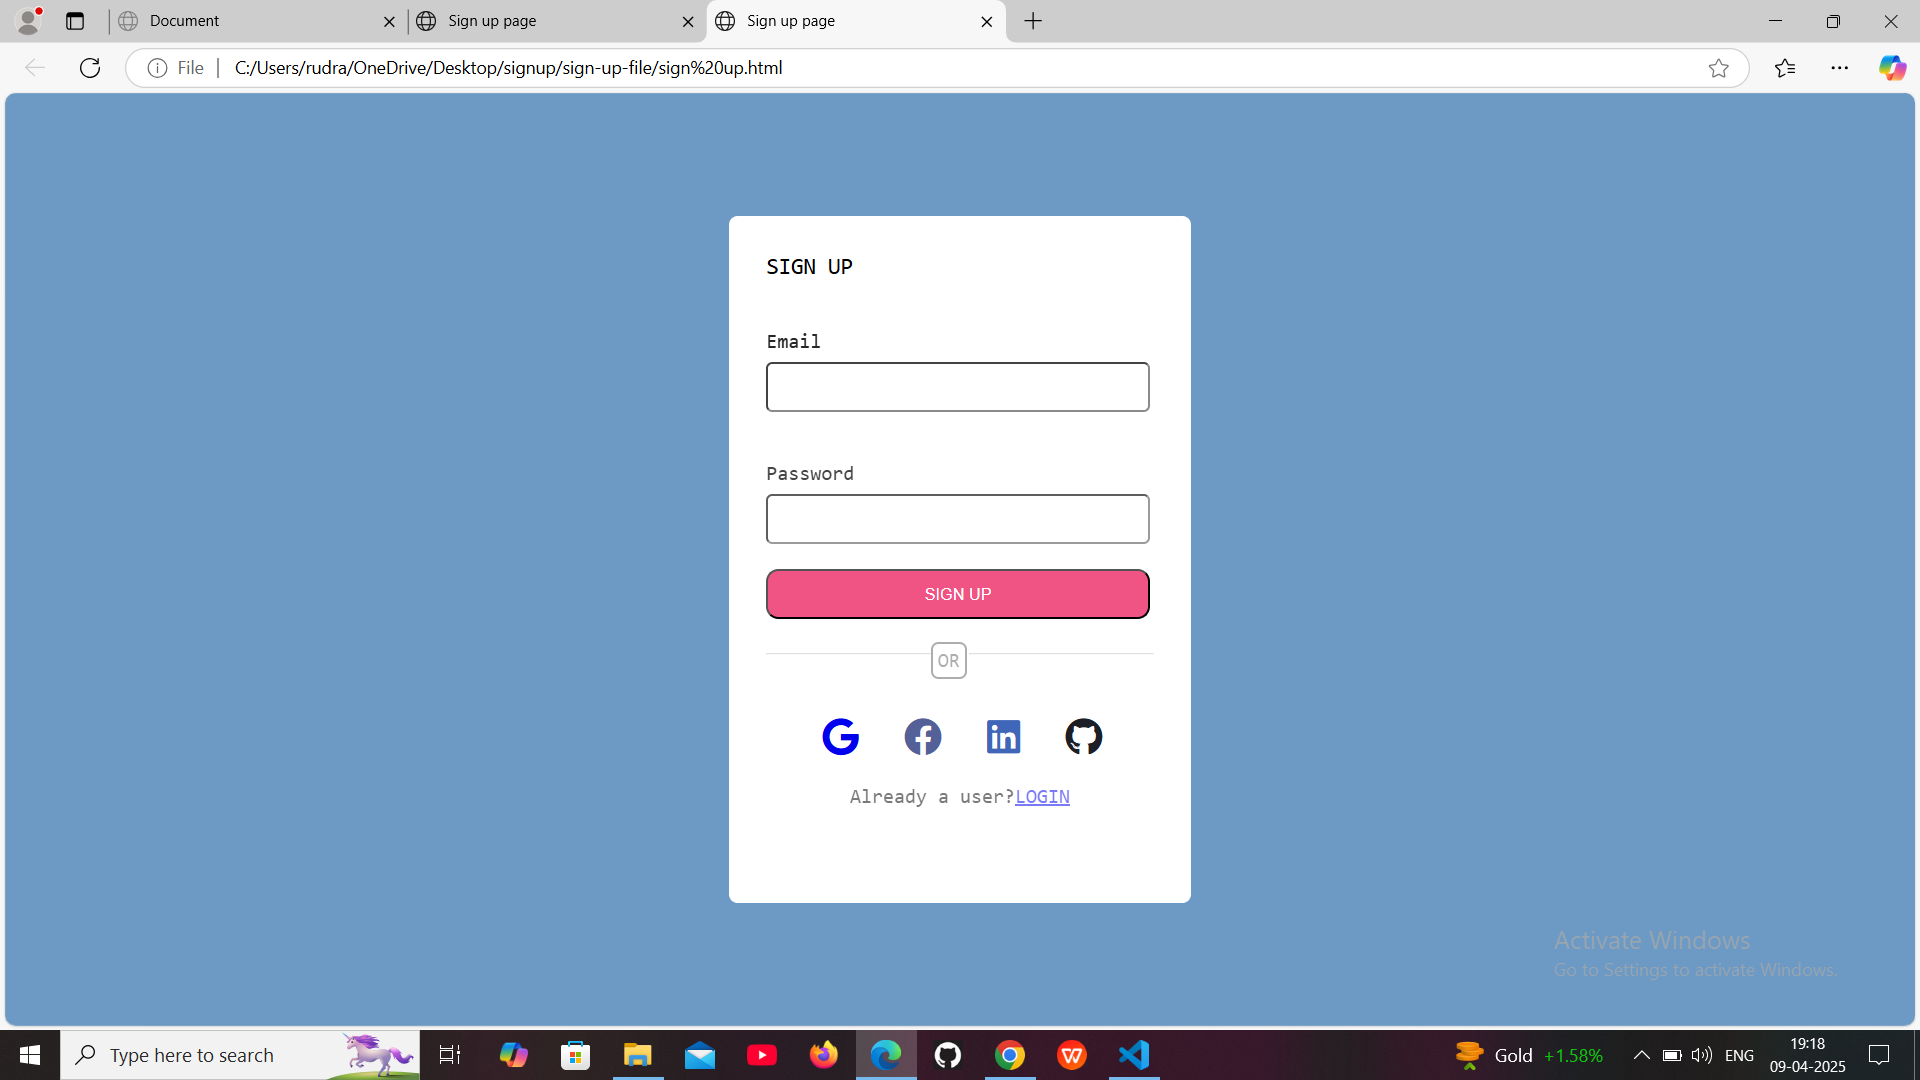 Document
Sign up page
Sign up page
File
C:/Users/rudra/OneDrive/Desktop/signup/sign-up-file/sign%20up.html
SIGN UP
Email
Password
SIGN UP
OR
Already a user?LOGIN
Activate Windows
Go to Settings to activate Windows.
Type here to search
Gold +1.58%
ENG
19:18
09-04-2025